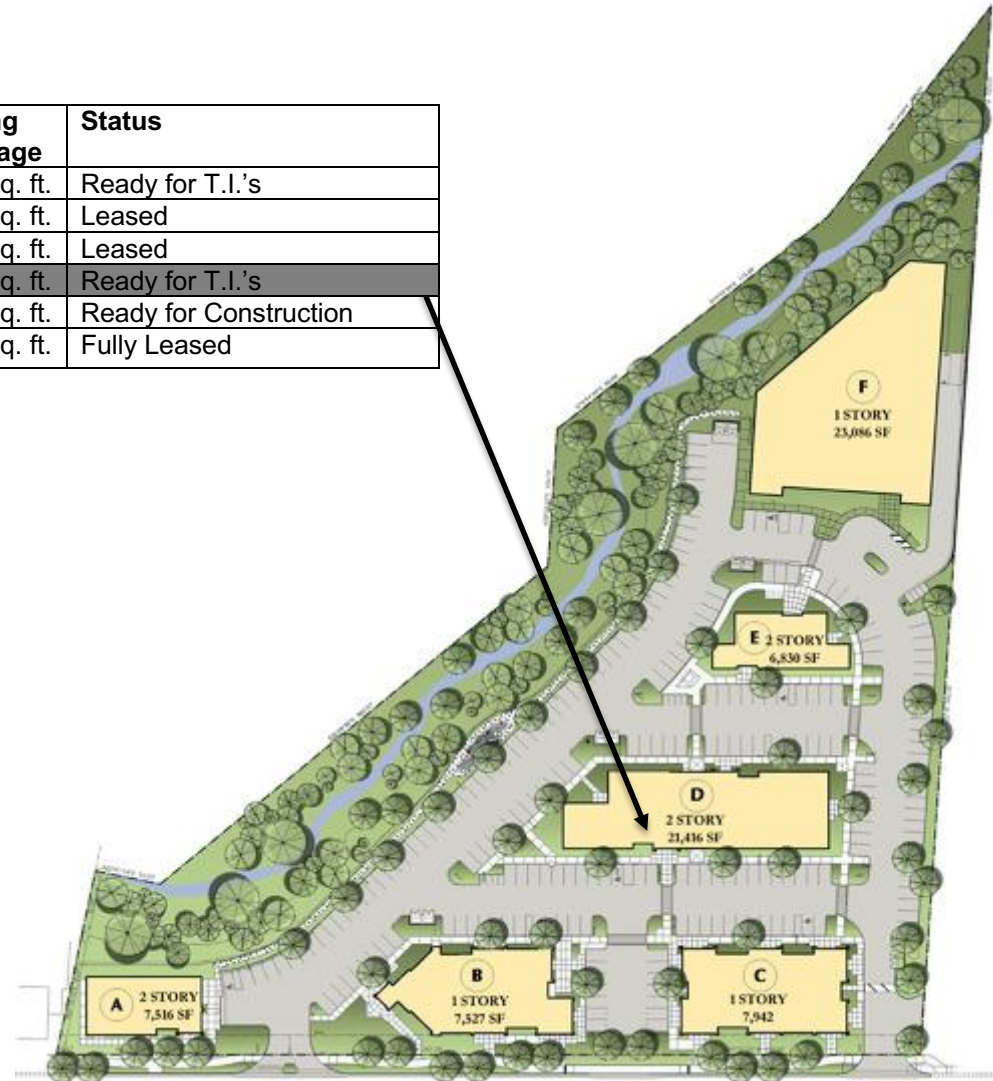 ng Status
age
q. ft. Ready for T.I.'s
q. ft. Leased
q. ft. Leased
q. ft. Ready for T.I.'s
q. ft. Ready for Construction
q. ft. Fully Leased
F
1 STORY
23,086 SF
E 2 STORY
6,830 SF
D
2 STORY
21,416 SF
A 2 STORY
7,516 SF
B
1 STORY
7,527 SF
C
1 STORY
7,942